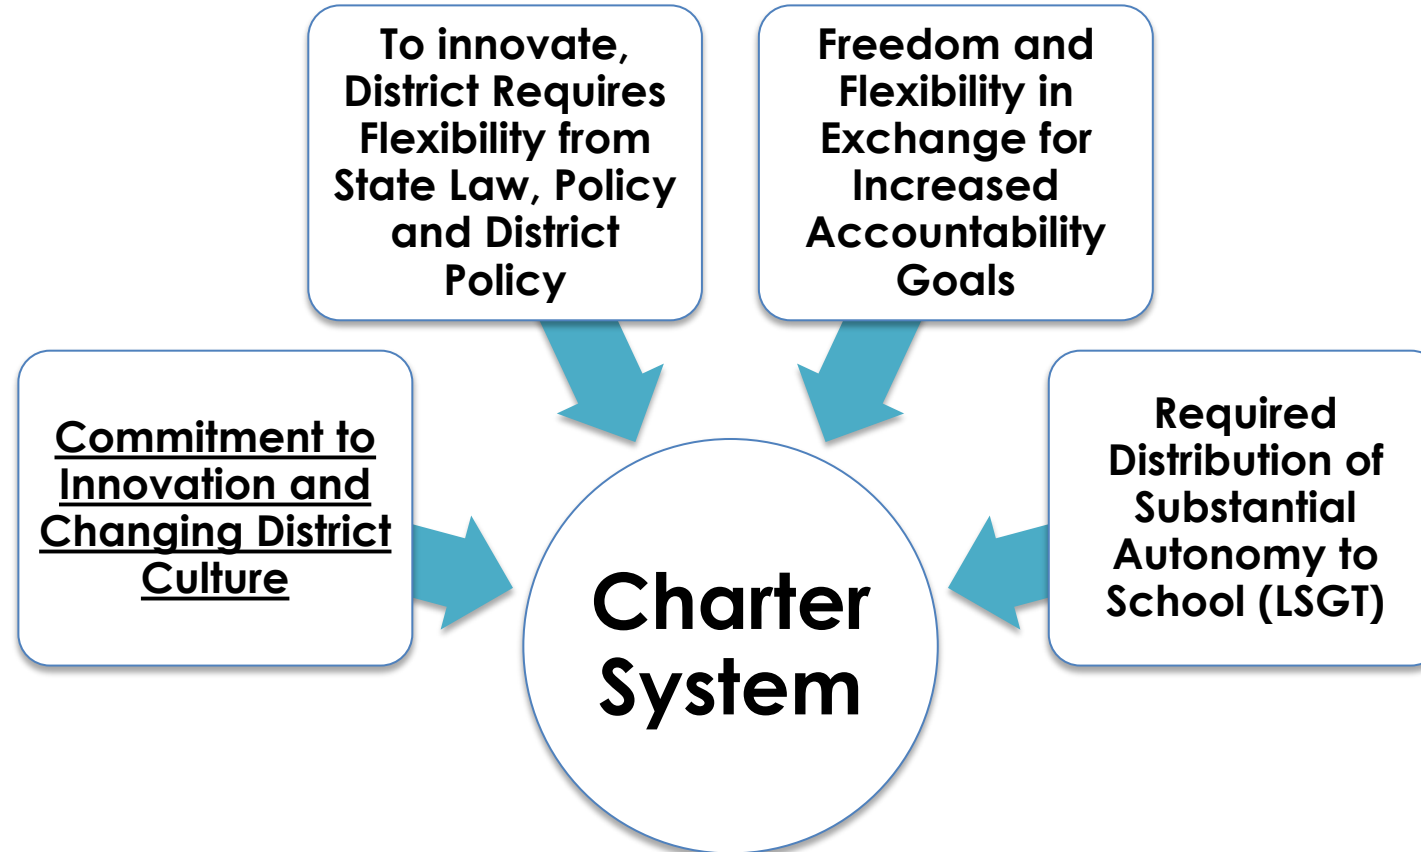 To innovate,
District Requires
Flexibility from
State Law, Policy
and District
Policy
Freedom and
Flexibility in
Exchange for
Increased
Accountability
Goals
Commitment to
Innovation and
Changing District
Culture
Required
Distribution of
Substantial
Autonomy to
School (LSGT)
Charter
System